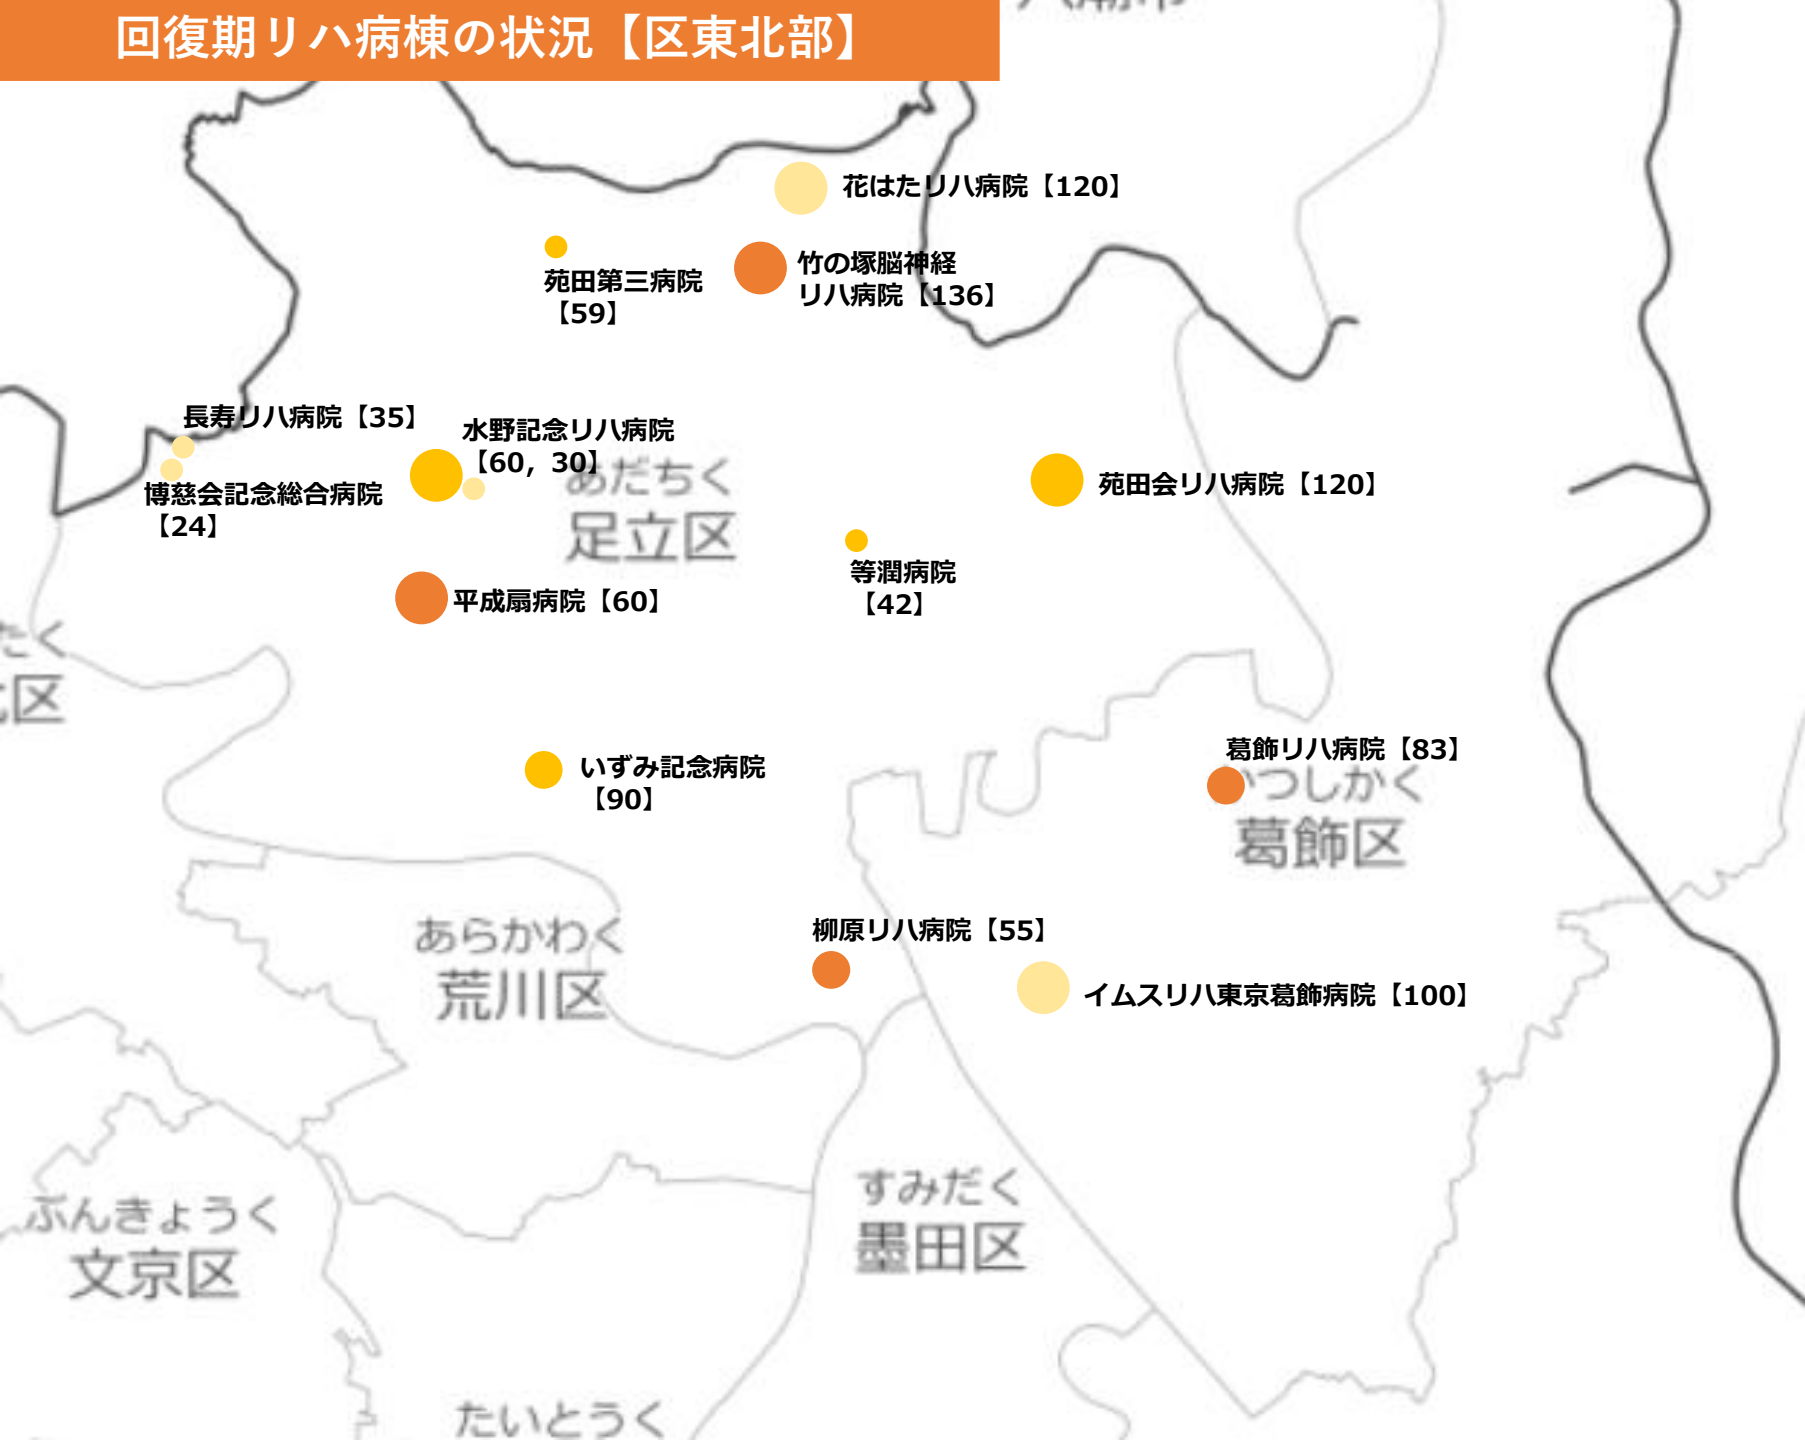 回復期リハ病棟の状況【区東北部】
花はたリハ病院【120】
苑田第三病院
【59】
竹の塚脳神経
リハ病院【136】
長寿リハ病院【35】
博慈会記念総合病院
【24】
水野記念リハ病院
【60，30】
あだちく
足立区
苑田会リハ病院【120】
等潤病院
【42】
平成扇病院【60】
区
いずみ記念病院
【90】
葛飾リハ病院【83】
つしかく
葛飾区
あらかわく
荒川区
柳原リハ病院【55】
イムスリハ東京葛飾病院【100】
すみだく
墨田区
ぶんきょうく
文京区
たいとうく